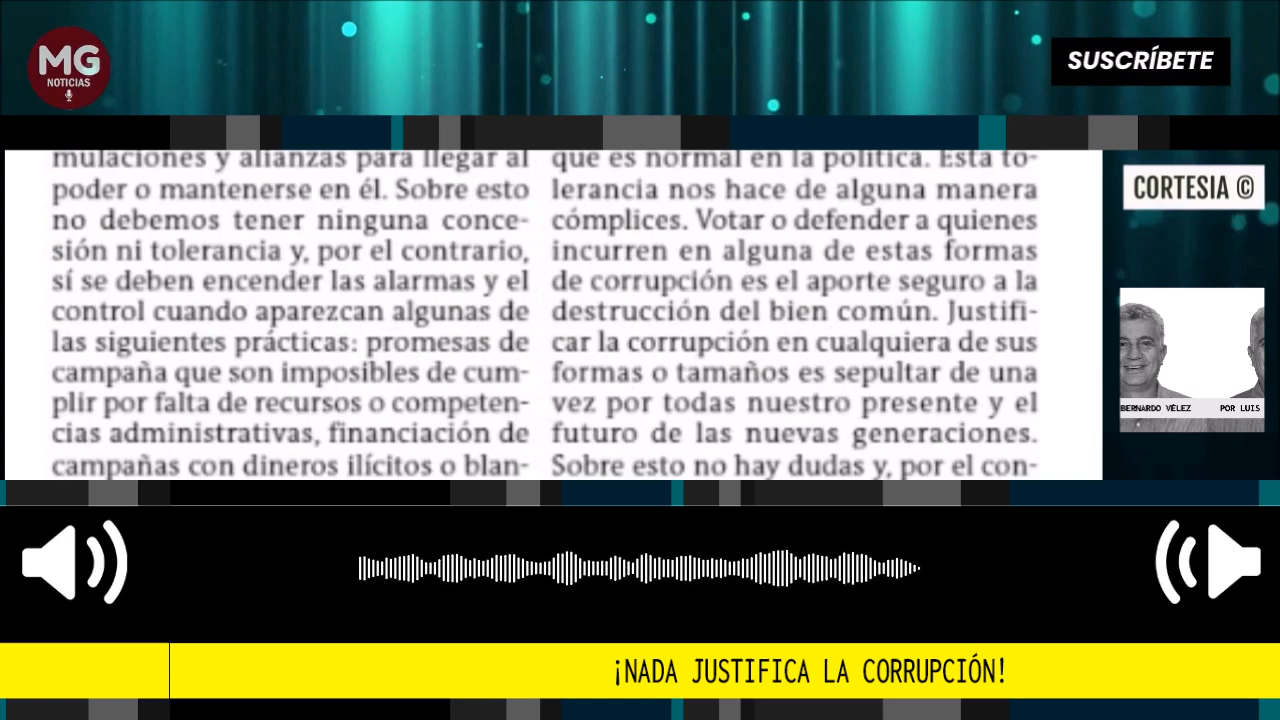 MG
NOTICIAS
SUSCRÍBETE
mulaciones y alianzas para llegar al
poder o mantenerse en él. Sobre esto
no debemos tener ninguna conce-
sión ni tolerancia y, por el contrario,
sí se deben encender las alarmas y el
control cuando aparezcan algunas de
las siguientes prácticas: promesas de
campaña que son imposibles de cum-
plir por falta de recursos o competen-
cias administrativas, financiación de
campañas con dineros ilícitos o blan-
que es normal en la política. Esta to-
lerancia nos hace de alguna manera
cómplices. Votar o defender a quienes
incurren en alguna de estas formas
de corrupción es el aporte seguro a la
destrucción del bien común. Justifi-
car la corrupción en cualquiera de sus
formas o tamaños es sepultar de una
vez por todas nuestro presente y el
futuro de las nuevas generaciones.
Sobre esto no hay dudas y, por el con-
CORTESIA ©
BERNARDO VÉLEZ POR LUIS
¡NADA JUSTIFICA LA CORRUPCIÓN!